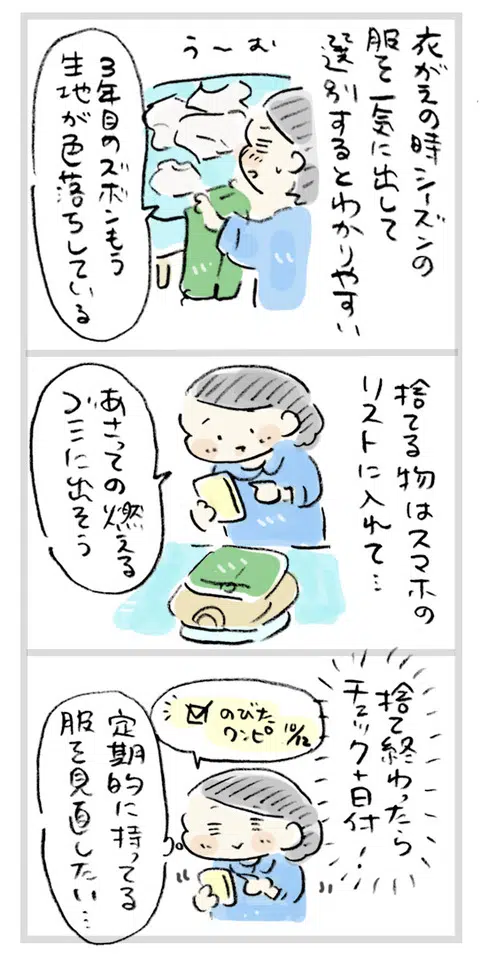 衣がえの時シーズンの
服を一気に出して
選別するとわかりやすい
う〜む
3年目のズボンもう
生地が色落ちしている
捨てる物はスマホの
リストに入れて…
あさっての燃える
ゴミに出そう
捨て終わったら
チェック+日付!
☑のびた
ワンピ 10/12
定期的に持ってる
服を見直したい…